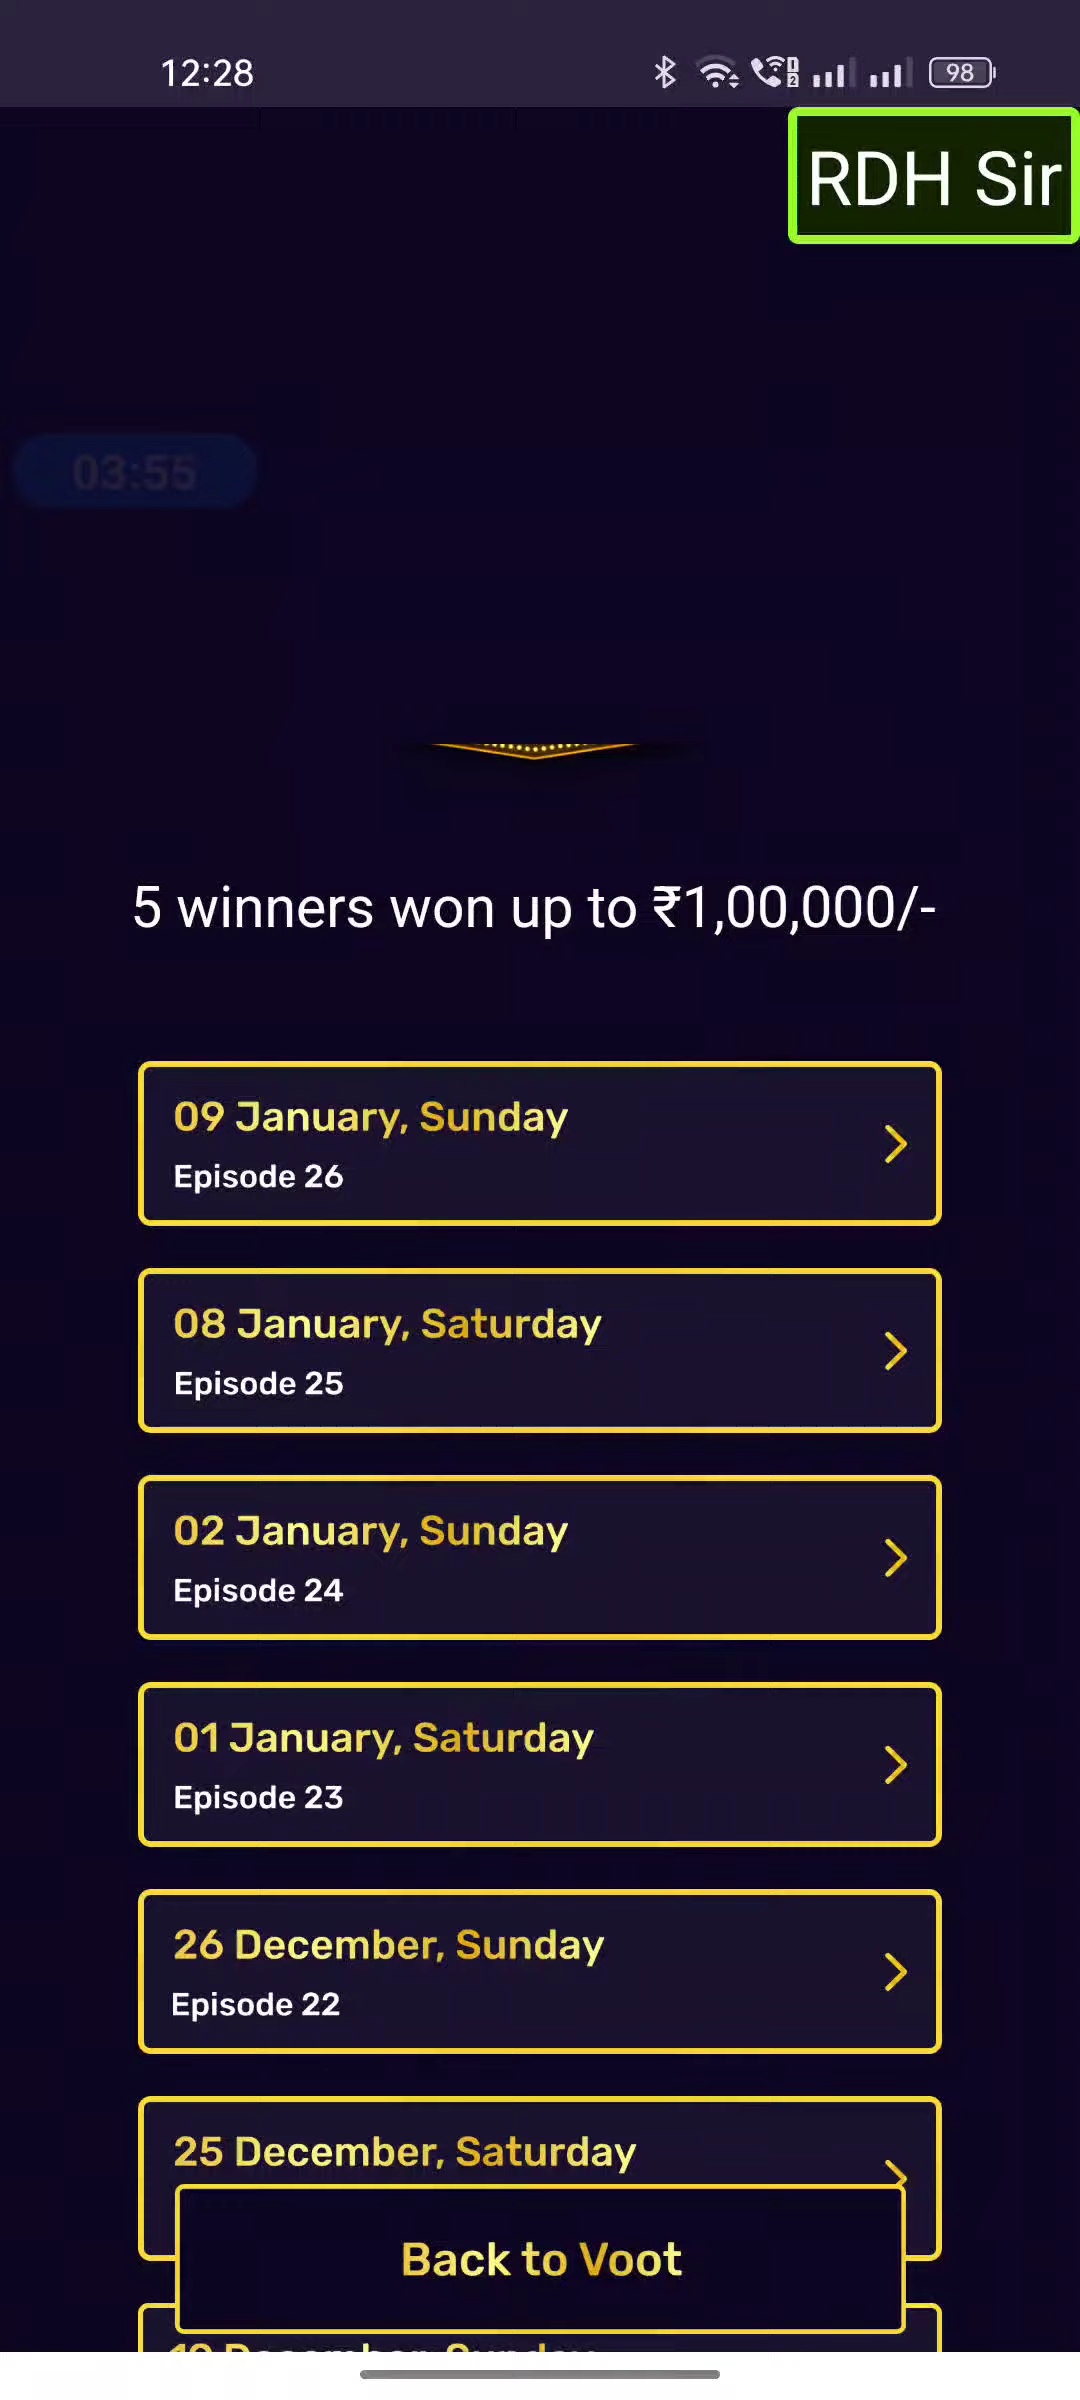 12:28
98
RDH Sir
03:55
5 winners won up to ₹1,00,000/-
09 January, Sunday
Episode 26
08 January, Saturday
Episode 25
02 January, Sunday
Episode 24
01 January, Saturday
Episode 23
26 December, Sunday
Episode 22
25 December, Saturday
Back to Voot
December, Sunday